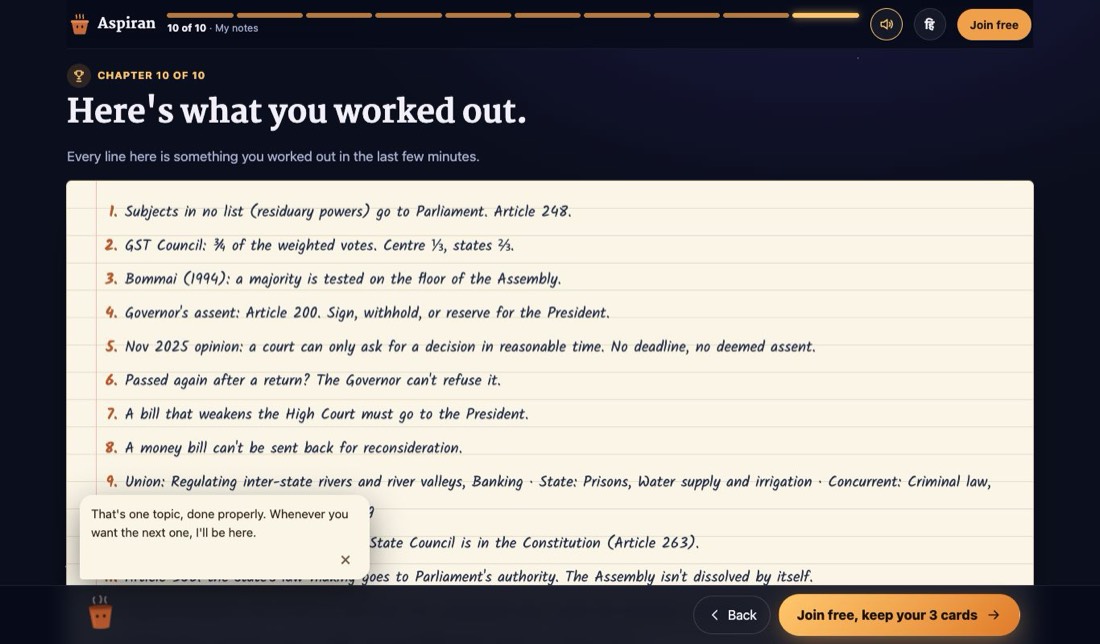 Aspiran
10 of 10 · My notes
हि
Join free
CHAPTER 10 OF 10
Here's what you worked out.
Every line here is something you worked out in the last few minutes.
1. Subjects in no list (residuary powers) go to Parliament. Article 248.
2. GST Council: ¾ of the weighted votes. Centre ⅓, states ⅔.
3. Bommai (1994): a majority is tested on the floor of the Assembly.
4. Governor's assent: Article 200. Sign, withhold, or reserve for the President.
5. Nov 2025 opinion: a court can only ask for a decision in reasonable time. No deadline, no deemed assent.
6. Passed again after a return? The Governor can't refuse it.
7. A bill that weakens the High Court must go to the President.
8. A money bill can't be sent back for reconsideration.
9. Union: Regulating inter-state rivers and river valleys, Banking · State: Prisons, Water supply and irrigation · Concurrent: Criminal law,
State Council is in the Constitution (Article 263).
goes to Parliament's authority. The Assembly isn't dissolved by itself.
That's one topic, done properly. Whenever you
want the next one, I'll be here.
Back
Join free, keep your 3 cards